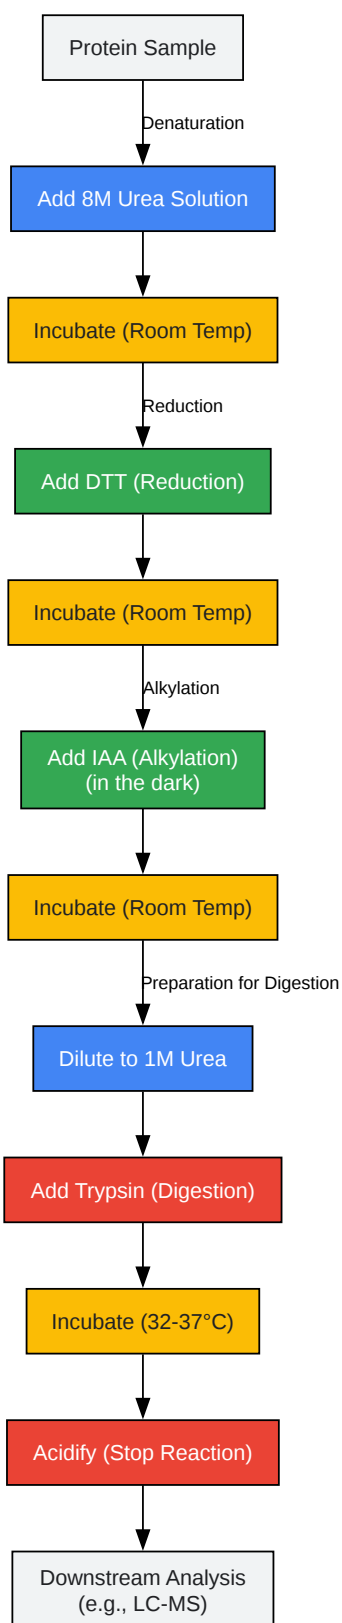 Protein Sample
Denaturation
Add 8M Urea Solution
Incubate (Room Temp)
Reduction
Add DTT (Reduction)
Incubate (Room Temp)
Alkylation
Add IAA (Alkylation)
(in the dark)
Incubate (Room Temp)
Preparation for Digestion
Dilute to 1M Urea
Add Trypsin (Digestion)
Incubate (32-37°C)
Acidify (Stop Reaction)
Downstream Analysis
(e.g., LC-MS)